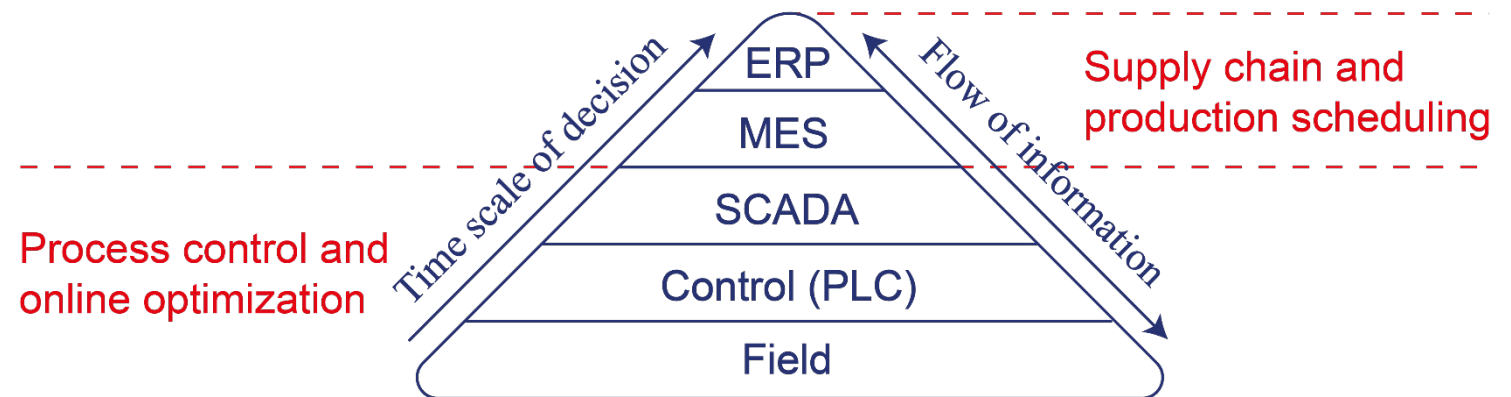 ERP
MES
SCADA
Control (PLC)
Field
Time scale of decision
Flow of information
Supply chain and
production scheduling
Process control and
online optimization